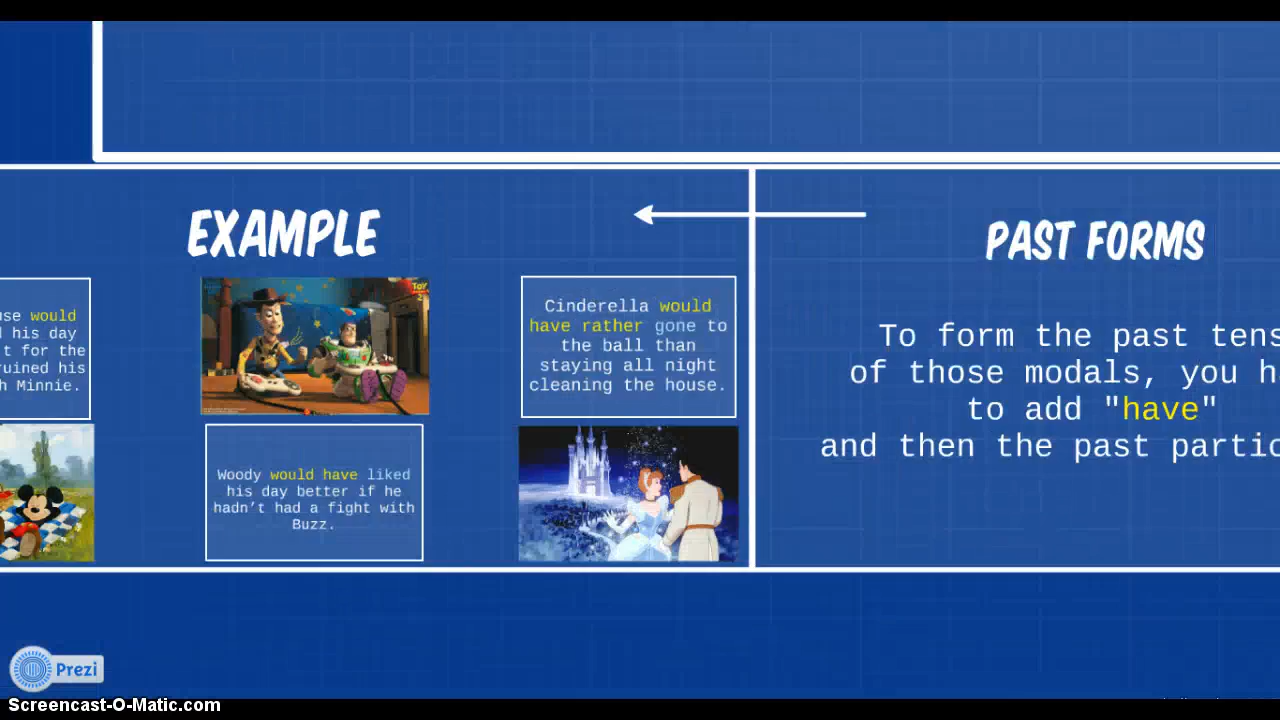 EXAMPLE
PAST FORMS
would
his day
t for the
ruined his
Minnie.
Woody would have liked
his day better if he
hadn't had a fight with
Buzz.
Cinderella would
have rather gone to
the ball than
staying all night
cleaning the house.
To form the past tens
of those modals, you h
to add "have"
and then the past partic
Prezi
Screencast-O-Matic.com